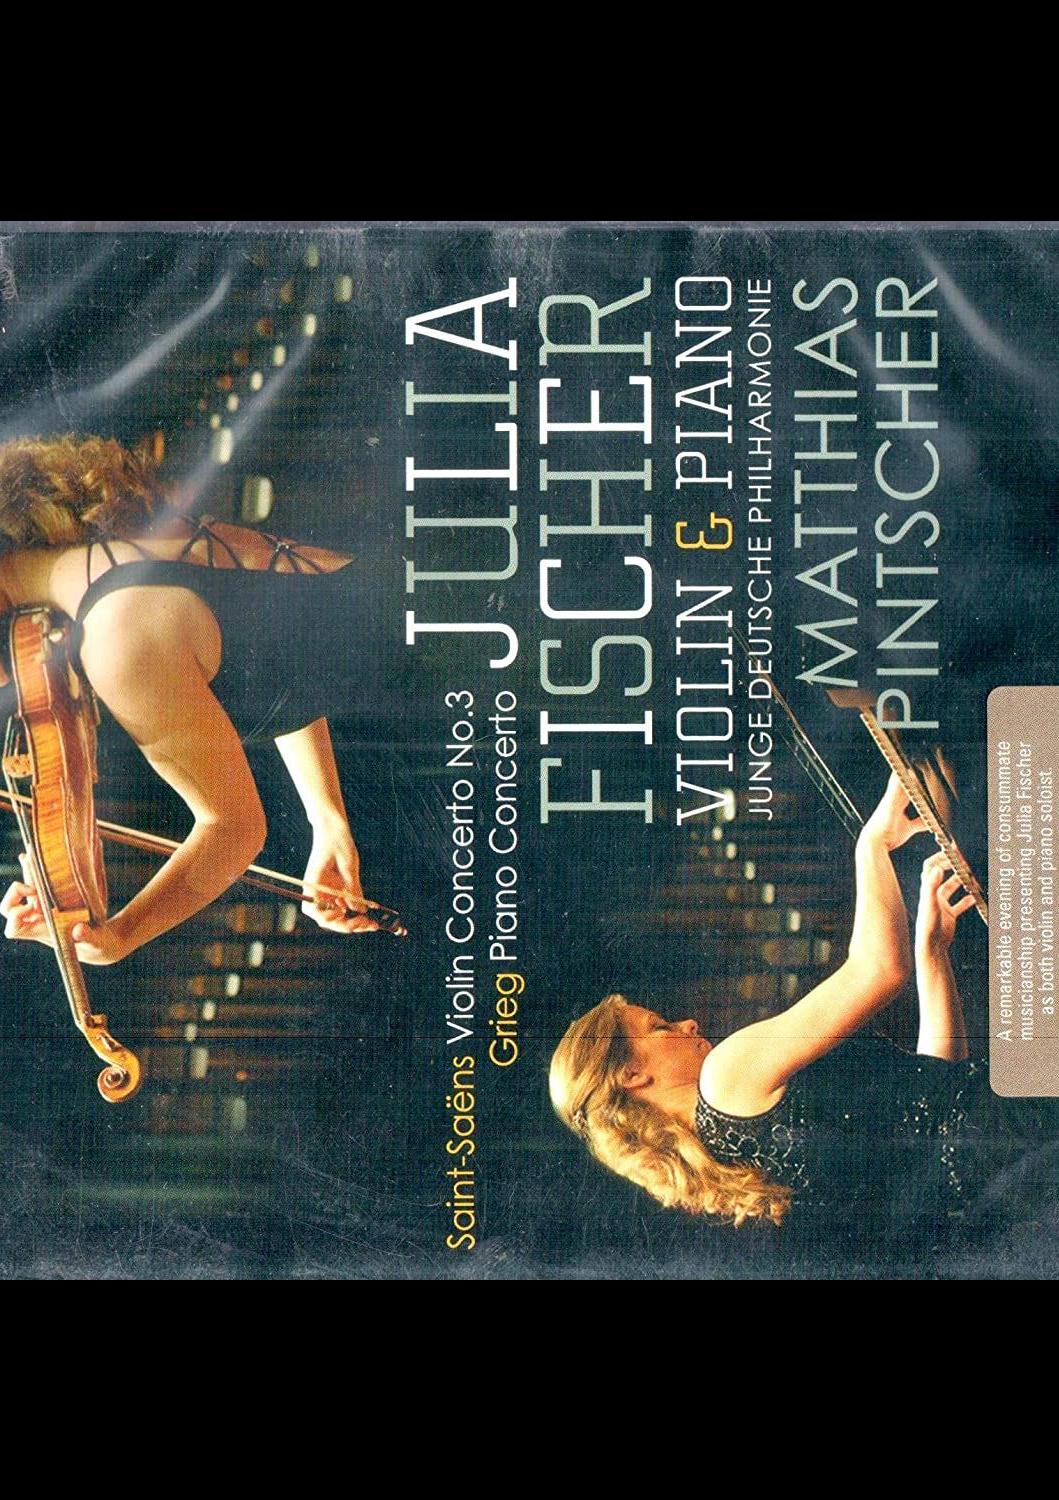 Saint-Saëns Violin Concerto No.3
Grieg Piano Concerto
JULIA
FISCHER
VIOLIN & PIANO
JUNGE DEUTSCHE PHILHARMONIE
MATTHIAS
PINTSCHER
A remarkable evening of consummate
musicianship presenting Julia Fischer
as both violin and piano soloist.